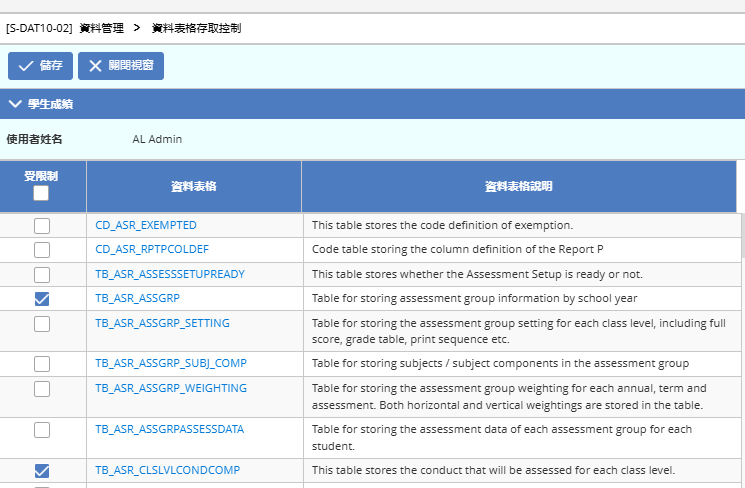 [S-DAT10-02] 資料管理 > 資料表格存取控制
儲存 關閉視窗
學生成績
使用者姓名 AL Admin
受限制 資料表格 資料表格說明
CD_ASR_EXEMPTED This table stores the code definition of exemption.
CD_ASR_RPTPCOLDEF Code table storing the column definition of the Report P
TB_ASR_ASSESSSETUPREADY This table stores whether the Assessment Setup is ready or not.
TB_ASR_ASSGRP Table for storing assessment group information by school year
TB_ASR_ASSGRP_SETTING Table for storing the assessment group setting for each class level, including full
score, grade table, print sequence etc.
TB_ASR_ASSGRP_SUBJ_COMP Table for storing subjects / subject components in the assessment group
TB_ASR_ASSGRP_WEIGHTING Table for storing the assessment group weighting for each annual, term and
assessment. Both horizontal and vertical weightings are stored in the table.
TB_ASR_ASSGRPASSESSDATA Table for storing the assessment data of each assessment group for each
student.
TB_ASR_CLSLVLCONDCOMP This table stores the conduct that will be assessed for each class level.